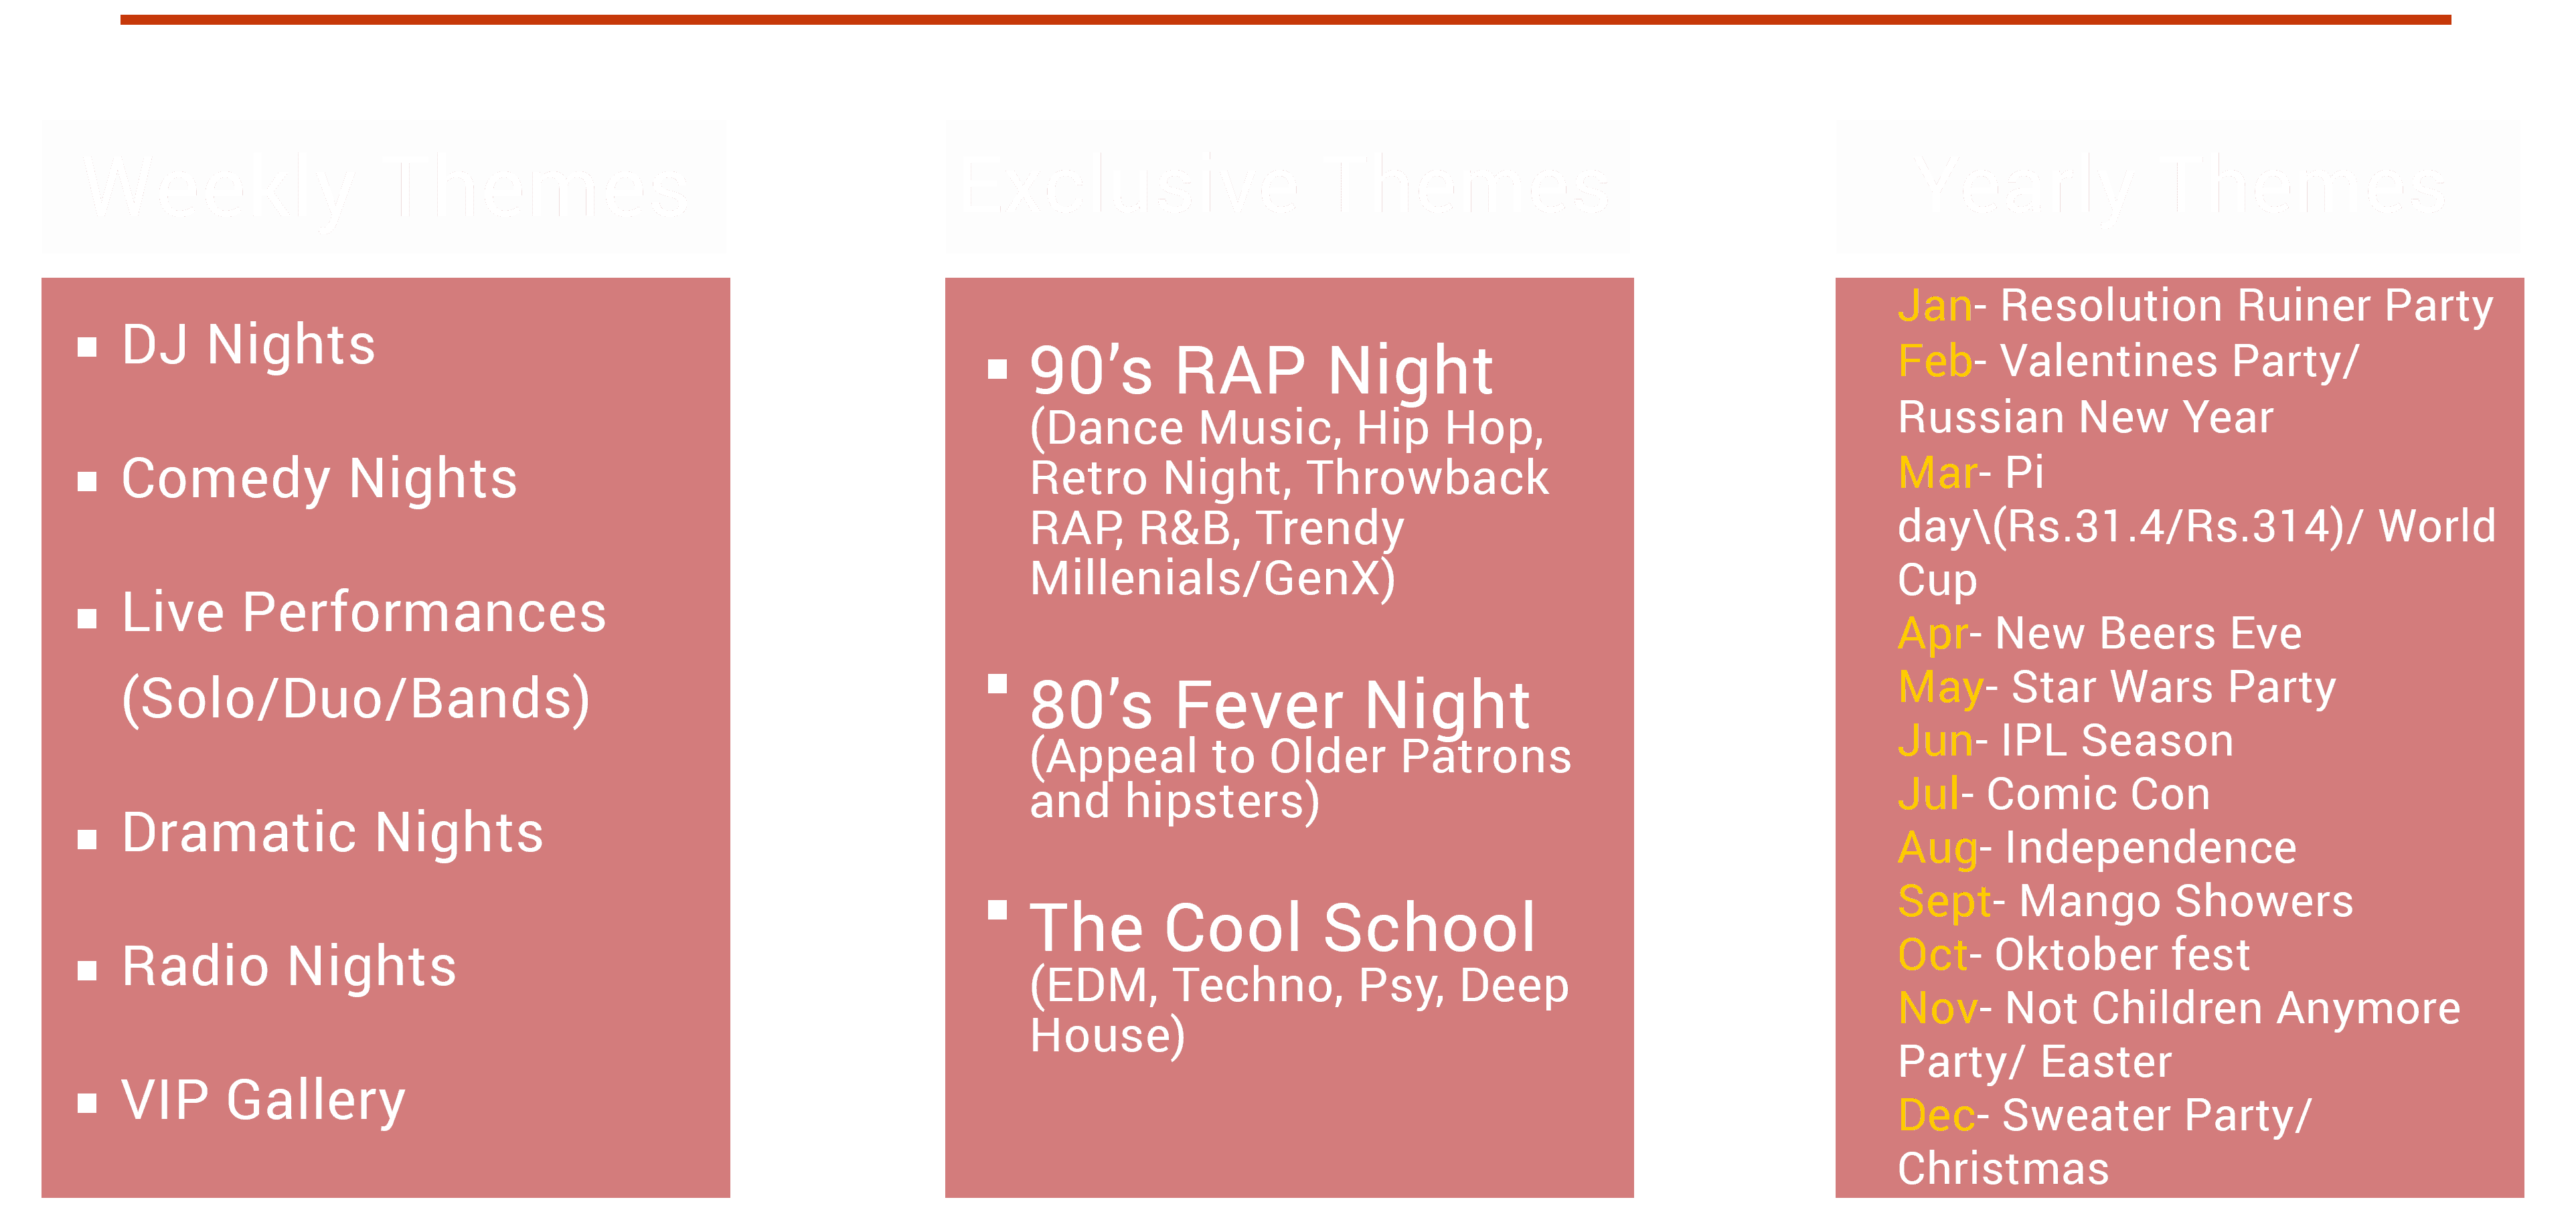 Weekly Themes
DJ Nights
Comedy Nights
Live Performances
(Solo/Duo/Bands)
Dramatic Nights
Radio Nights
VIP Gallery
Exclusive Themes
90’s RAP Night
(Dance Music, Hip Hop,
Retro Night, Throwback
RAP, R&B, Trendy
Millenials/GenX)
80’s Fever Night
(Appeal to Older Patrons
and hipsters)
The Cool School
(EDM, Techno, Psy, Deep
House)
Yearly Themes
Jan- Resolution Ruiner Party
Feb- Valentines Party/
Russian New Year
Mar- Pi
day\(Rs.31.4/Rs.314)/ World
Cup
Apr- New Beers Eve
May- Star Wars Party
Jun- IPL Season
Jul- Comic Con
Aug- Independence
Sept- Mango Showers
Oct- Oktober fest
Nov- Not Children Anymore
Party/ Easter
Dec- Sweater Party/
Christmas